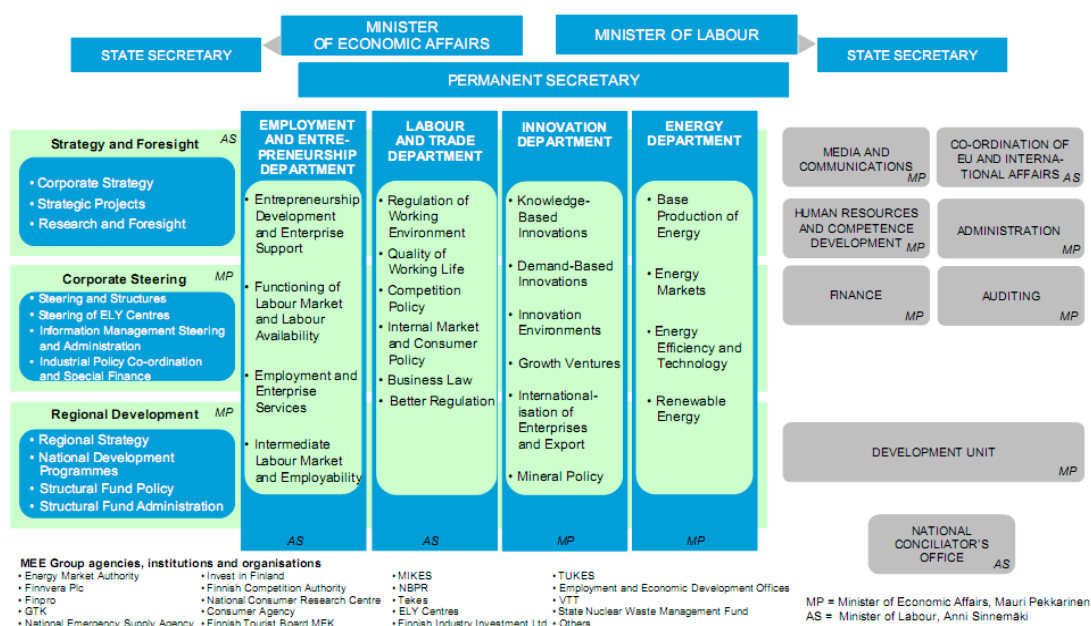 MINISTER
OF ECONOMIC AFFAIRS
MINISTER OF LABOUR
STATE SECRETARY
STATE SECRETARY
PERMANENT SECRETARY
Strategy and Foresight
AS
• Corporate Strategy
• Strategic Projects
• Research and Foresight
Corporate Steering
MP
• Steering and Structures
• Steering of ELY Centres
• Information Management Steering
and Administration
• Industrial Policy Co-ordination
and Special Finance
Regional Development
MP
• Regional Strategy
• National Development
Programmes
• Structural Fund Policy
• Structural Fund Administration
EMPLOYMENT
AND ENTRE-
PRENEURSHIP
DEPARTMENT
• Entrepreneurship
Development
and Enterprise
Support
• Functioning of
Labour Market
and Labour
Availability
• Employment and
Enterprise
Services
• Intermediate
Labour Market
and Employability
AS
LABOUR
AND TRADE
DEPARTMENT
• Regulation of
Working
Environment
• Quality of
Working Life
• Competition
Policy
• Internal Market
and Consumer
Policy
• Business Law
• Better Regulation
AS
INNOVATION
DEPARTMENT
• Knowledge-
Based
Innovations
• Demand-Based
Innovations
• Innovation
Environments
• Growth Ventures
• International-
isation of
Enterprises
and Export
• Mineral Policy
MP
ENERGY
DEPARTMENT
• Base
Production of
Energy
• Energy
Markets
• Energy
Efficiency and
Technology
• Renewable
Energy
MP
MEDIA AND
COMMUNICATIONS
MP
CO-ORDINATION OF
EU AND INTERNA-
TIONAL AFFAIRS
AS
HUMAN RESOURCES
AND COMPETENCE
DEVELOPMENT
MP
ADMINISTRATION
MP
FINANCE
MP
AUDITING
MP
DEVELOPMENT UNIT
MP
NATIONAL
CONCILIATOR'S
OFFICE
AS
MEE Group agencies, institutions and organisations
• Energy Market Authority
• Finnvera Plc
• Finpro
• GTK
• National Emergency Supply Agency
• Invest in Finland
• Finnish Competition Authority
• National Consumer Research Centre
• Consumer Agency
• Finnish Tourist Board MEK
• MIKES
• NBPR
• Tekes
• ELY Centres
• Finnish Industry Investment Ltd
• TUKES
• Employment and Economic Development Offices
• VTT
• State Nuclear Waste Management Fund
• Others
MP = Minister of Economic Affairs, Mauri Pekkarinen
AS = Minister of Labour, Anni Sinnemäki